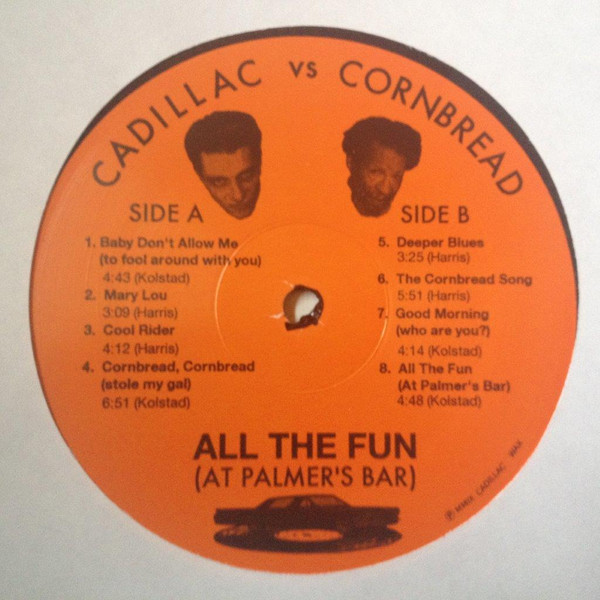 CADILLAC vs CORNBREAD
SIDE A
1. Baby Don't Allow Me
(to fool around with you)
4:43 (Kolstad)
2. Mary Lou
3:09 (Harris)
3. Cool Rider
4:12 (Harris)
4. Cornbread, Cornbread
(stole my gal)
6:51 (Kolstad)
SIDE B
5. Deeper Blues
3:25 (Harris)
6. The Cornbread Song
5:51 (Harris)
7. Good Morning
(who are you?)
4:14 (Kolstad)
8. All The Fun
(At Palmer's Bar)
4:48 (Kolstad)
ALL THE FUN
(AT PALMER'S BAR)
℗ MMIX CADILLAC WAX